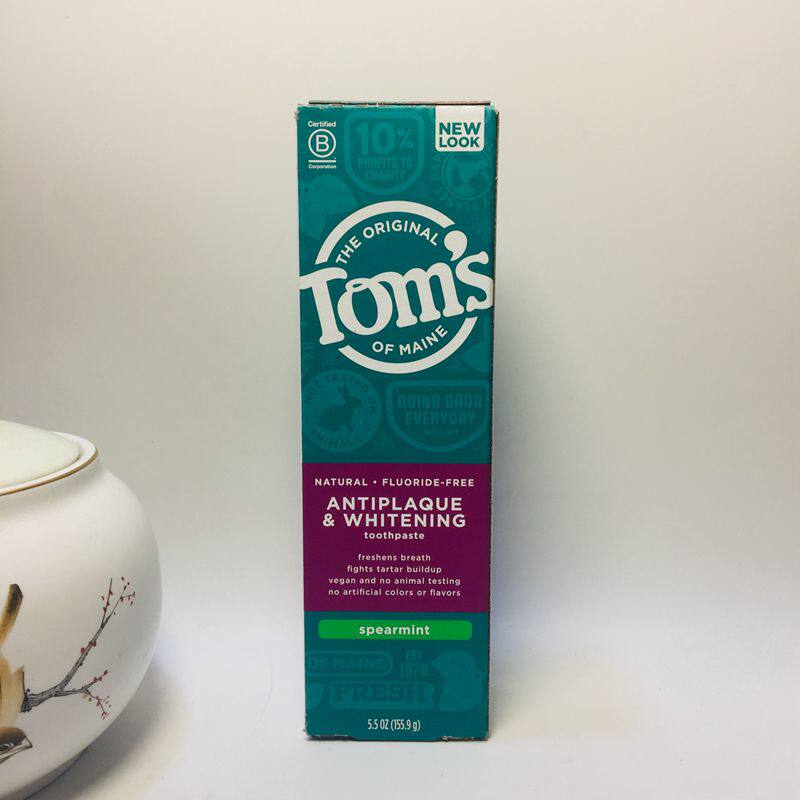 Certified
B
Corporation
10%
PROFITS TO
CHARITY
NEW
LOOK
THE ORIGINAL
Tom's
OF MAINE
NOT TESTED ON
ANIMALS
DOING GOOD
EVERYDAY
SINCE 1970
NATURAL • FLUORIDE-FREE
ANTIPLAQUE
& WHITENING
toothpaste
freshens breath
fights tartar buildup
vegan and no animal testing
no artificial colors or flavors
spearmint
OF MAINE
EST
1970
FRESH
5.5 OZ (155.9 g)